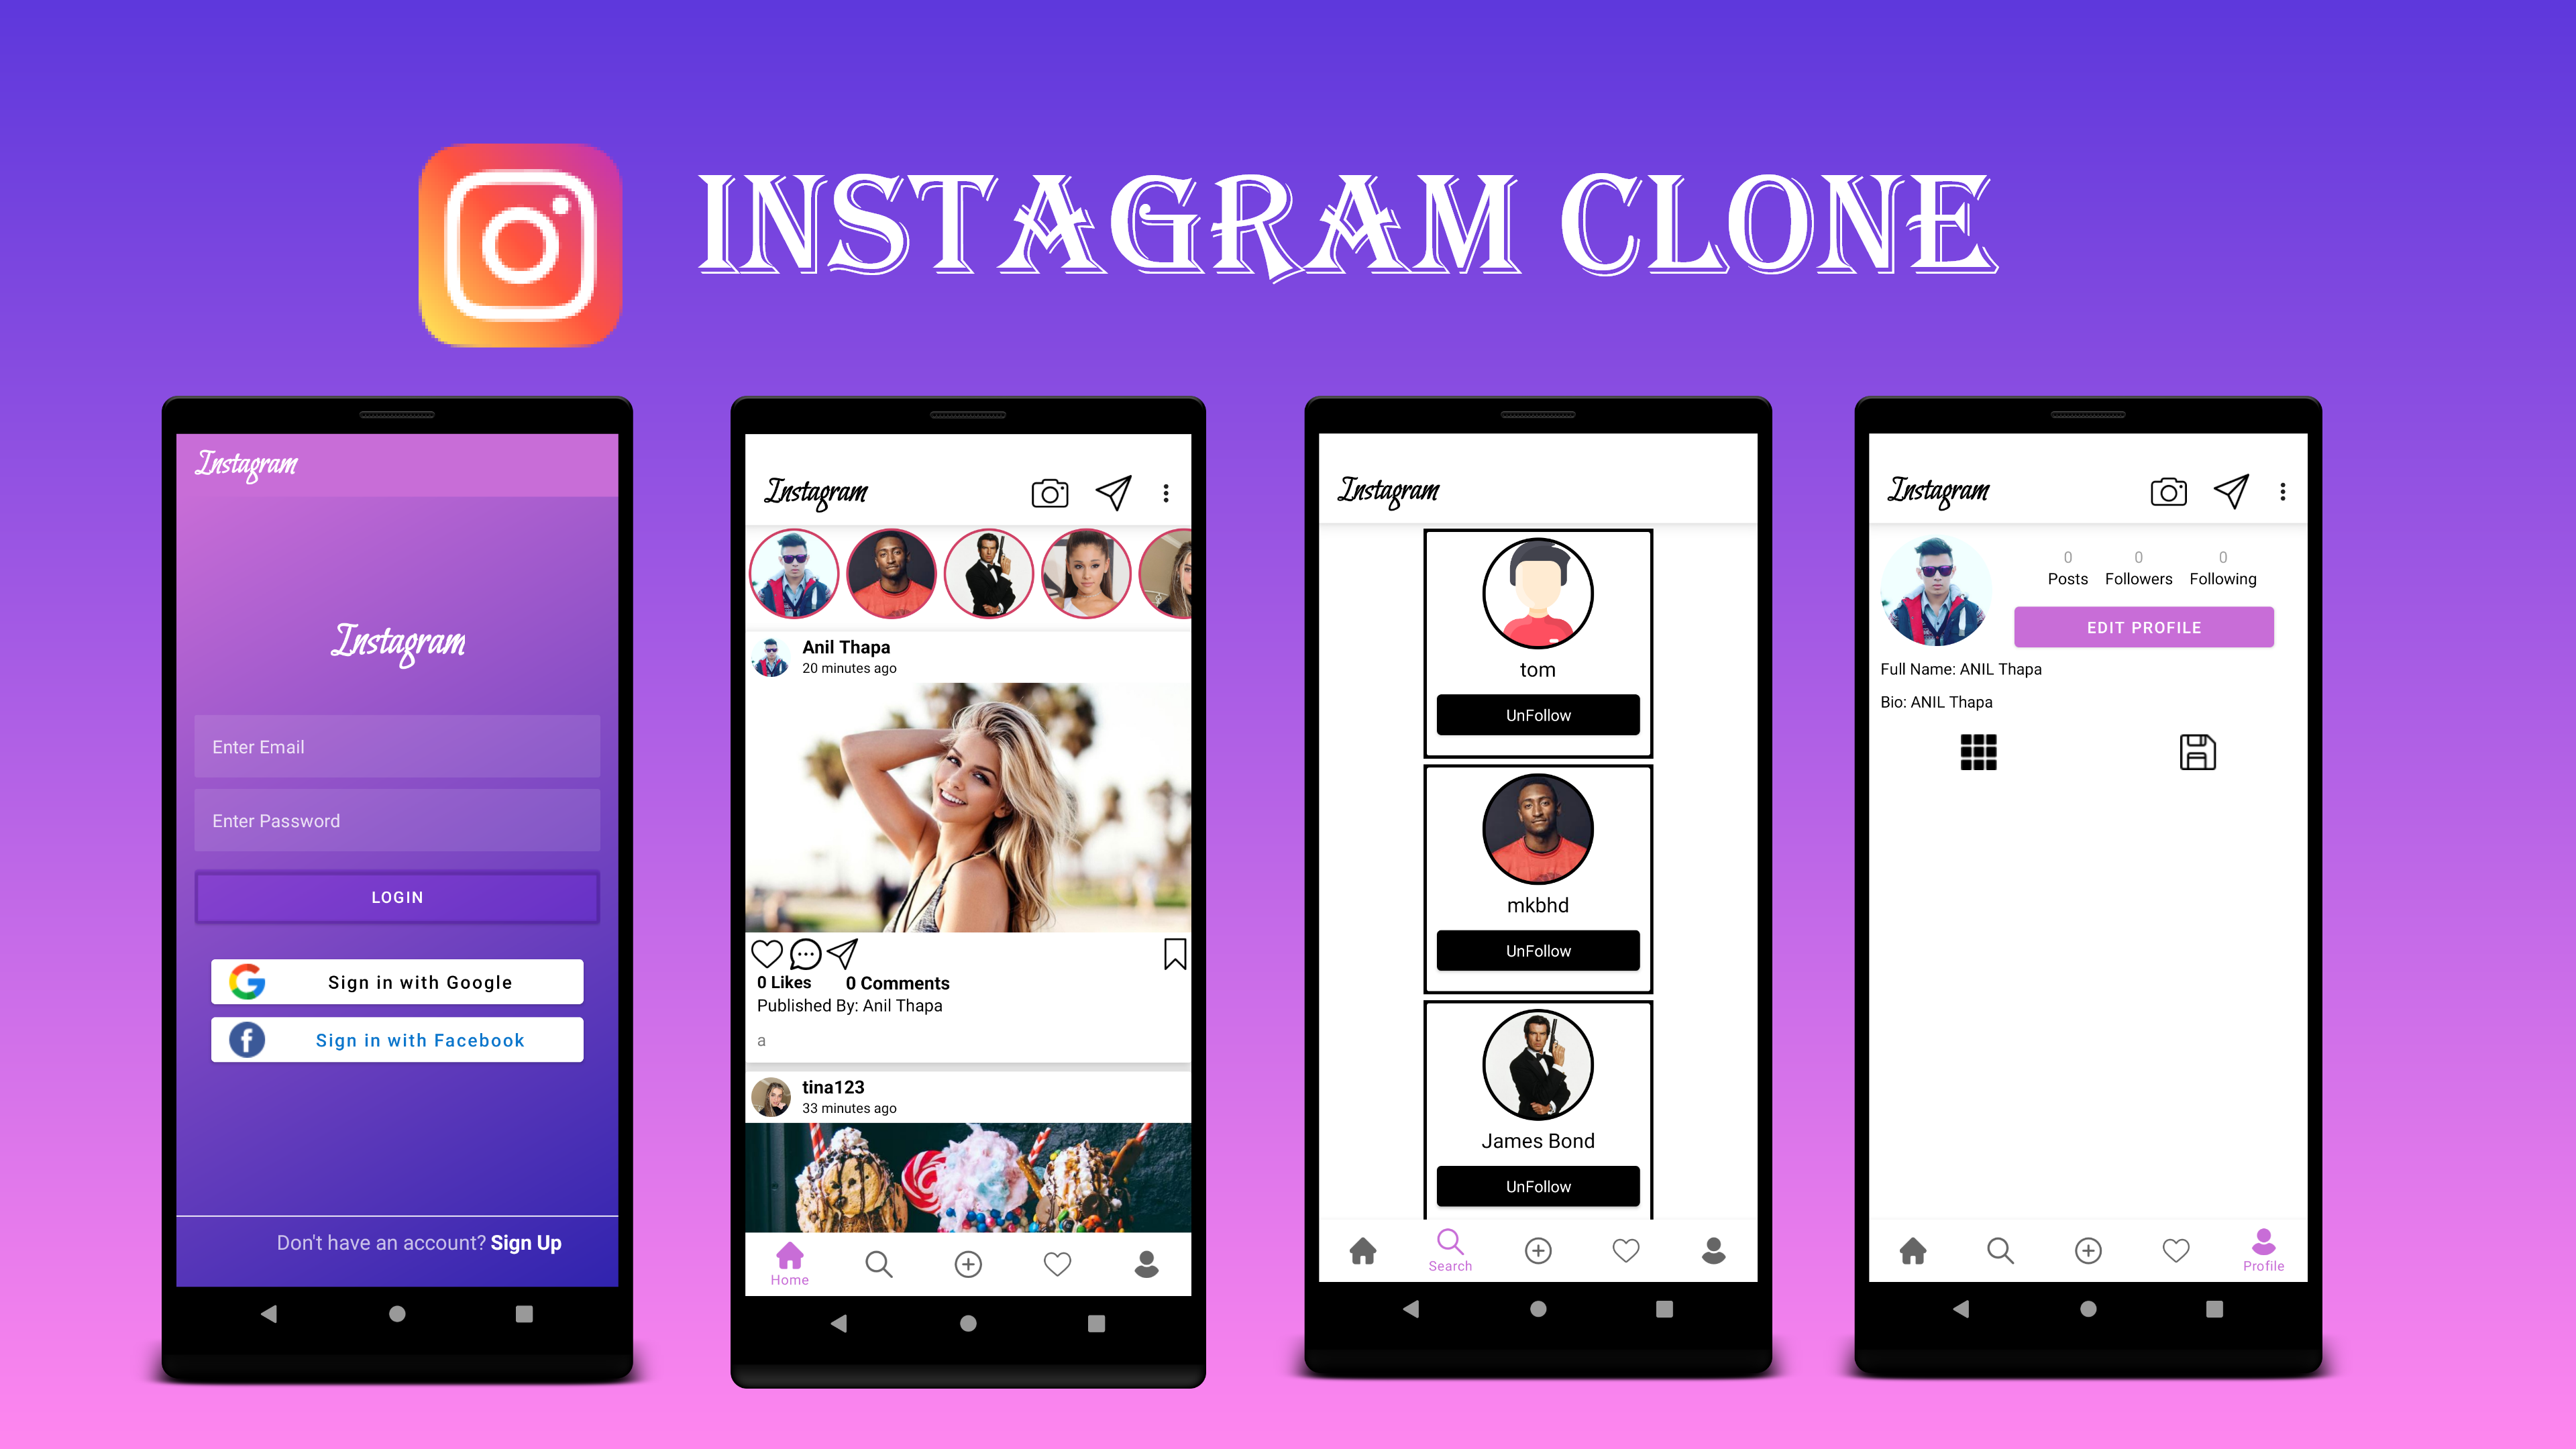 INSTAGRAM CLONE
Instagram
Instagram
Enter Email
Enter Password
LOGIN
Sign in with Google
Sign in with Facebook
Don't have an account? Sign Up
Instagram
Anil Thapa
20 minutes ago
0 Likes 0 Comments
Published By: Anil Thapa
a
tina123
33 minutes ago
Home
Instagram
tom
UnFollow
mkbhd
UnFollow
James Bond
UnFollow
Search
Instagram
0 0 0
Posts Followers Following
EDIT PROFILE
Full Name: ANIL Thapa
Bio: ANIL Thapa
Profile